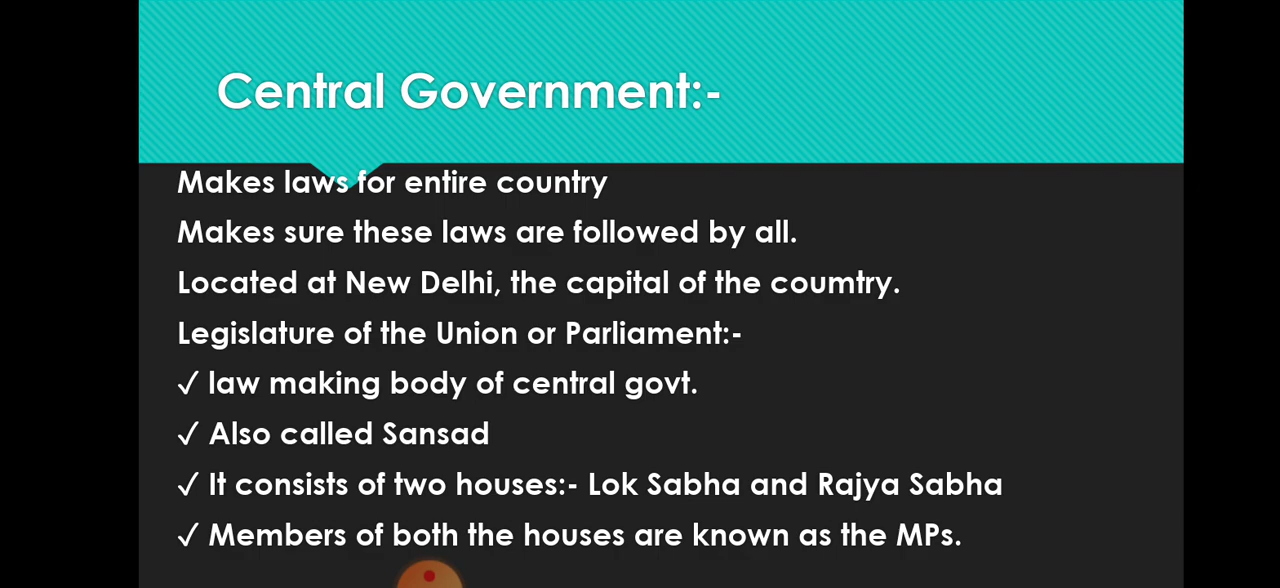 Central Government:-
Makes laws for entire country
Makes sure these laws are followed by all.
Located at New Delhi, the capital of the coumtry.
Legislature of the Union or Parliament:-
✓ law making body of central govt.
✓ Also called Sansad
✓ It consists of two houses:- Lok Sabha and Rajya Sabha
✓ Members of both the houses are known as the MPs.